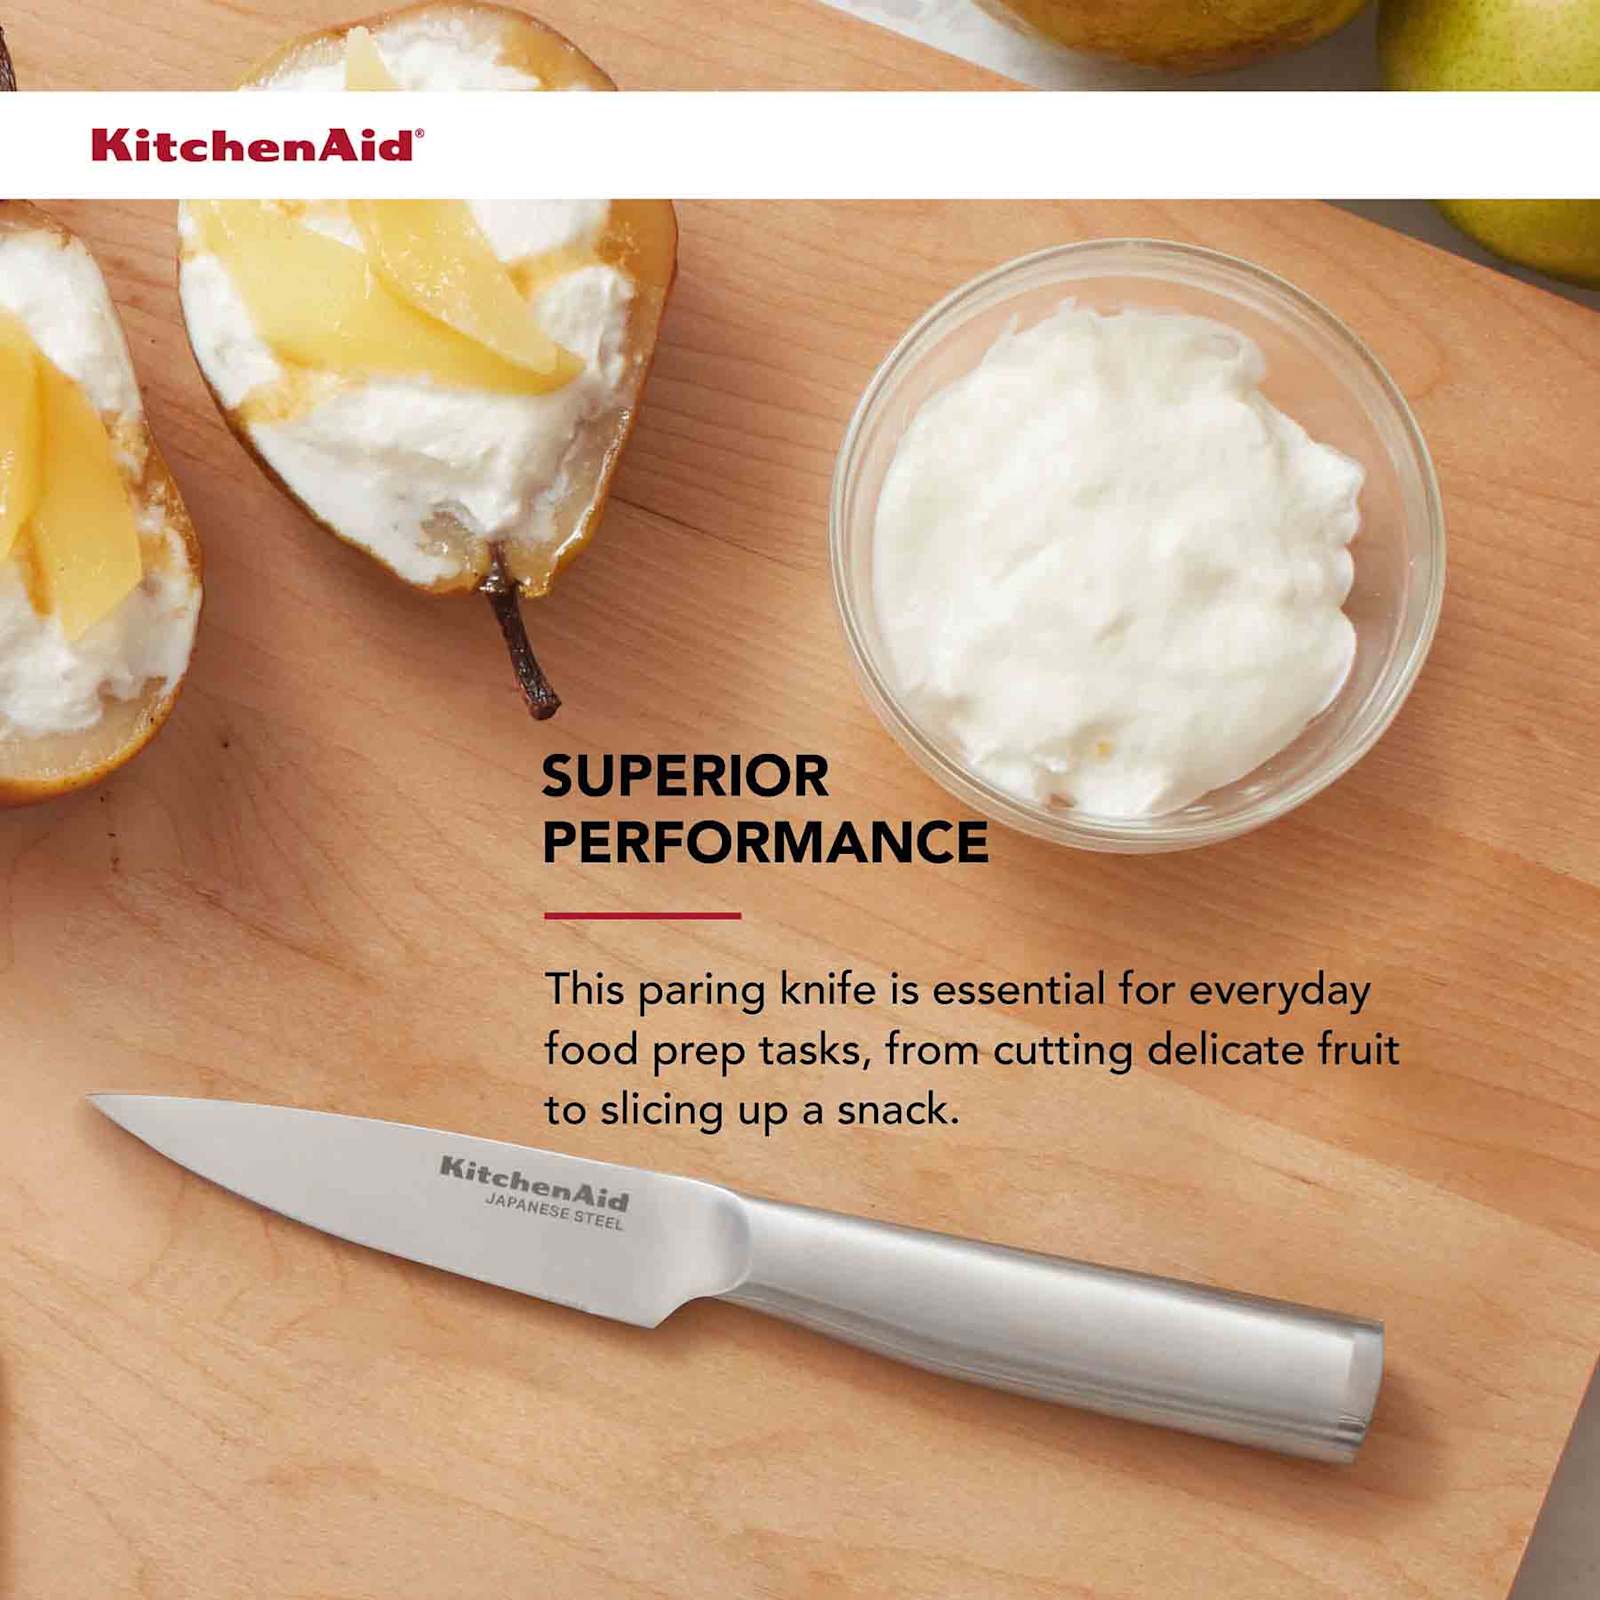 KitchenAid®
SUPERIOR
PERFORMANCE
This paring knife is essential for everyday
food prep tasks, from cutting delicate fruit
to slicing up a snack.
KitchenAid
JAPANESE STEEL